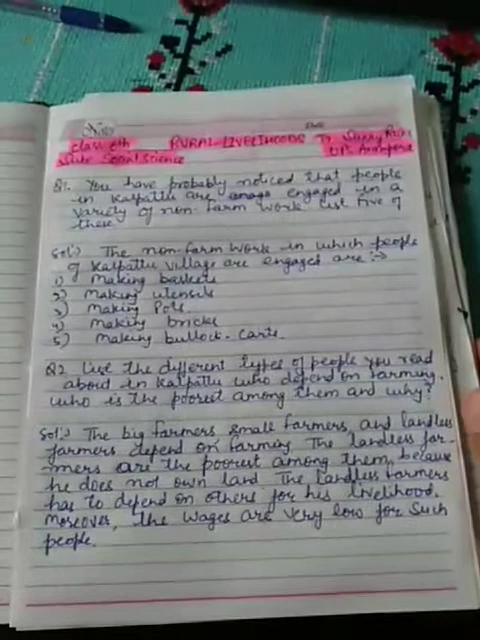 Class 6th RURAL LIVELIHOODS Tr Sunny
Sub: Social Science DPS
Q1. You have probably noticed that people
in Kalpattu are engaged in a
variety of non-farm work List five of
these
Sol:) The non-farm work in which people
of Kalpattu village are engaged are :→
1) Making baskets
2) Making utensils
3) Making Pots.
4) Making bricks
5) Making bullock-carts.
Q2 List the different types of people you read
about in Kalpattu who depend on farming.
Who is the poorest among them and why?
Sol:) The big farmers small farmers, and landless
farmers depend on farming The landless far-
mers are the poorest among them, because
he does not own land The landless farmers
has to depend on others for his livelihood.
Moreover, the wages are very low for such
people.